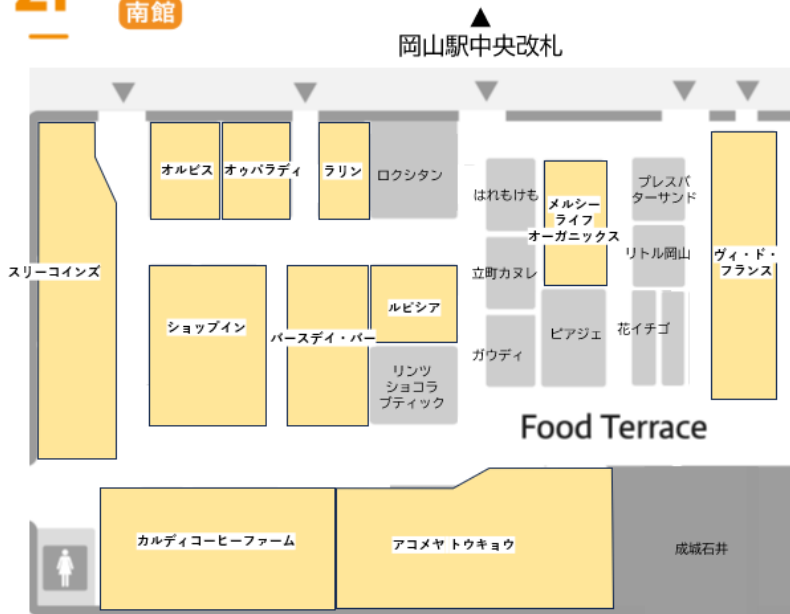 2F
南館
▲
岡山駅中央改札
オルビス
オゥパラディ
ラリン
ロクシタン
はれもけも
メルシー
ライフ
オーガニックス
プレスバ
ターサンド
スリーコインズ
ショップイン
バースデイ・バー
ルピシア
立町カヌレ
リトル岡山
ヴィ・ド・
フランス
リンツ
ショコラ
ブティック
ガウディ
ピアジェ
花イチゴ
Food Terrace
カルディコーヒーファーム
アコメヤ トウキョウ
成城石井